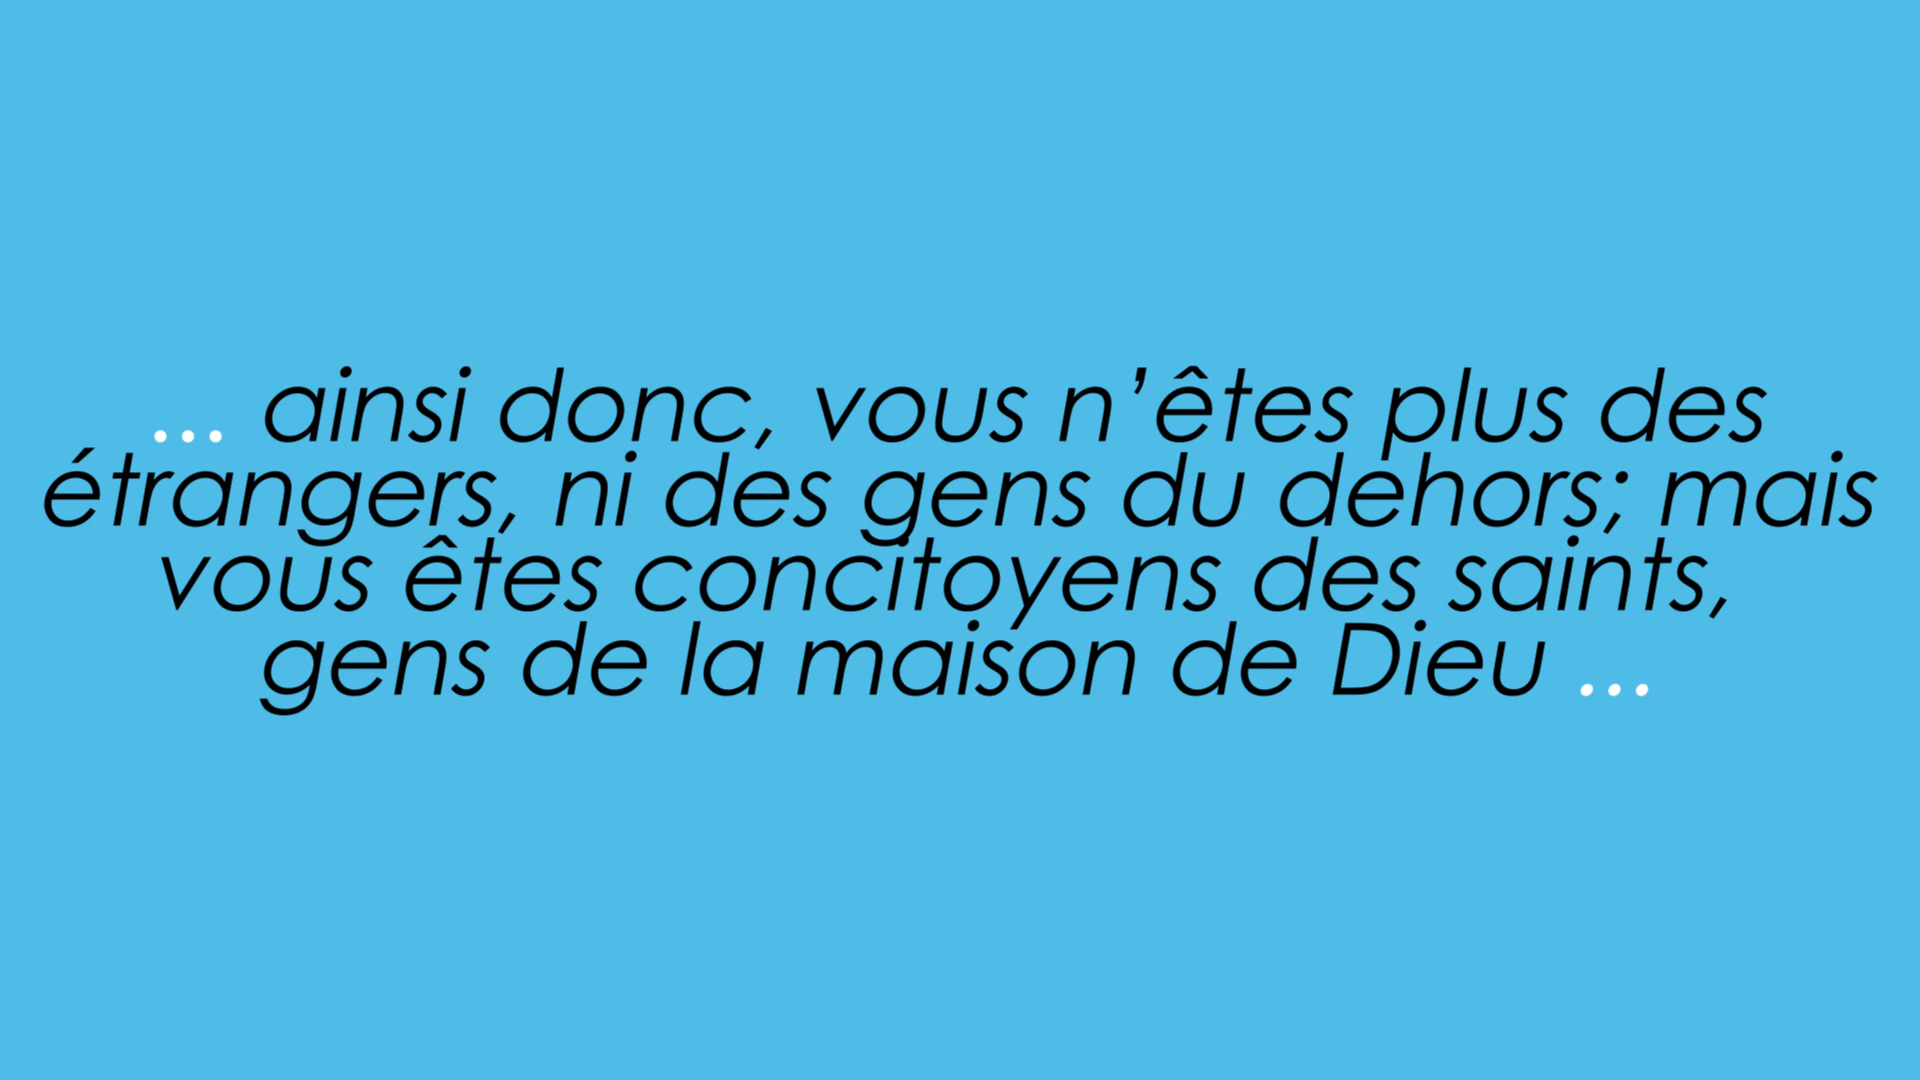 ... ainsi donc, vous n’êtes plus des
étrangers, ni des gens du dehors; mais
vous êtes concitoyens des saints,
gens de la maison de Dieu ...